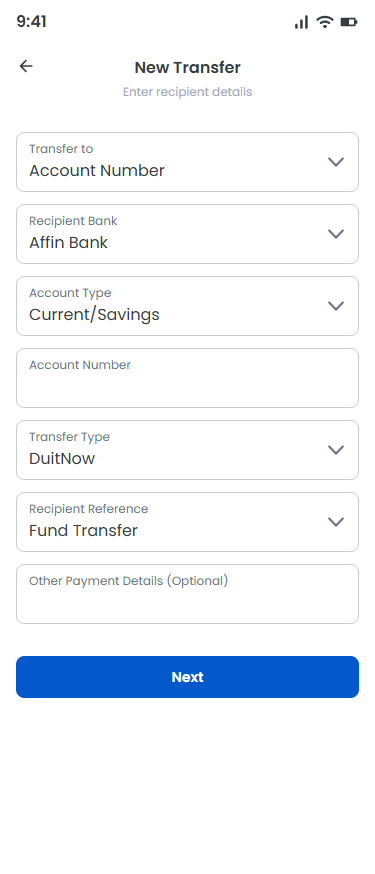 9:41
New Transfer
Enter recipient details
Transfer to
Account Number
Recipient Bank
Affin Bank
Account Type
Current/Savings
Account Number
Transfer Type
DuitNow
Recipient Reference
Fund Transfer
Other Payment Details (Optional)
Next